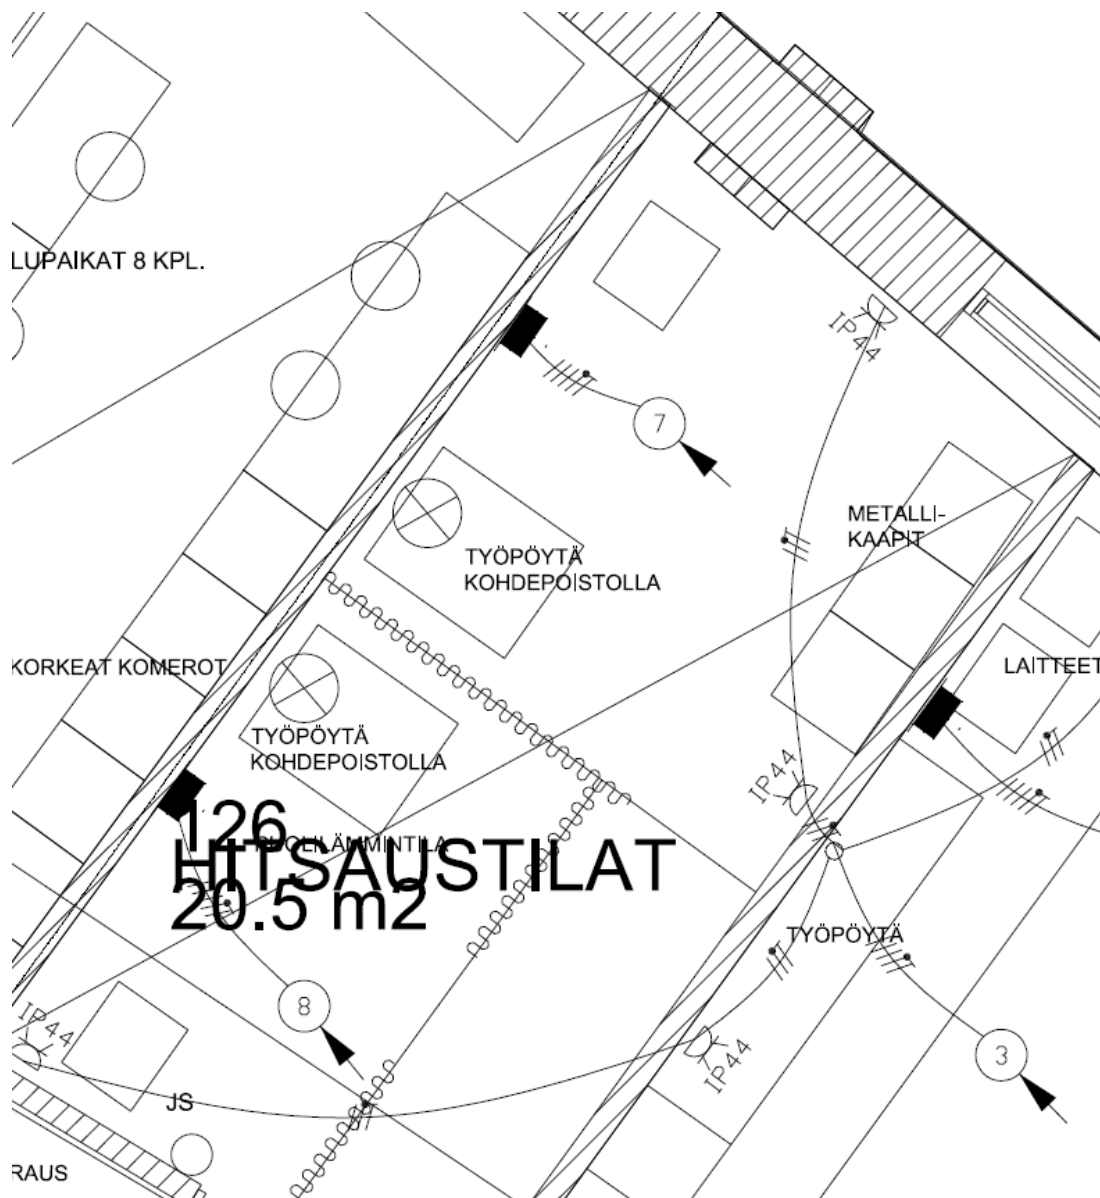 LUPAIKAT 8 KPL.
IP44
7
METALLI-
KAAPIT
TYÖPÖYTÄ
KOHDEPOISTOLLA
KORKEAT KOMEROT
LAITTEET
TYÖPÖYTÄ
KOHDEPOISTOLLA
IP44
126
PUOLILÄMMINTILA
HITSAUSTILAT
20.5 m2
TYÖPÖYTÄ
8
IP44
IP44
3
JS
RAUS